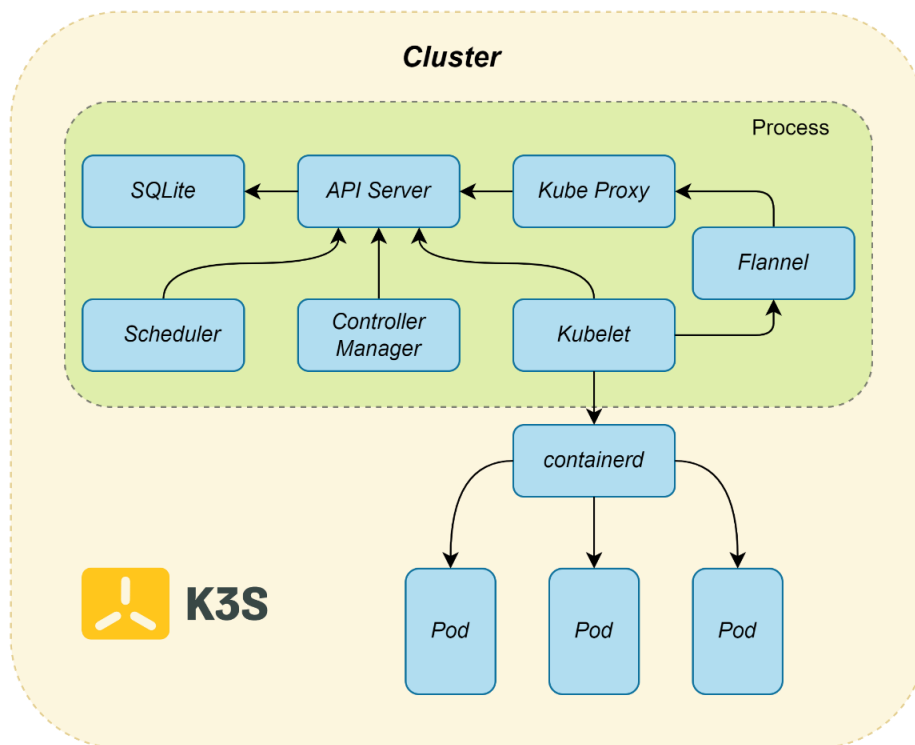 Cluster
Process
SQLite
API Server
Kube Proxy
Flannel
Scheduler
Controller
Manager
Kubelet
containerd
K3S
Pod
Pod
Pod